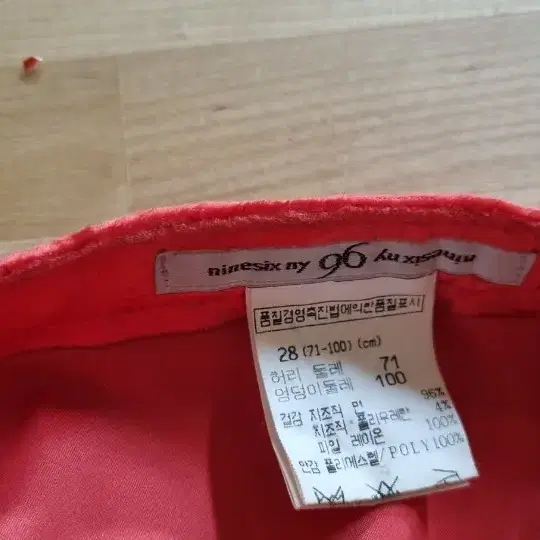 ninesix ny 96 ninesix ny
품질경영촉진법에의한품질표시
28 (71-100) (cm)
허리 둘레 71
엉덩이둘레 100
겉감 지조직 면 96%
지조직 폴리우레탄 4%
파일 레이온 100%
안감 폴리에스텔/POLY100%